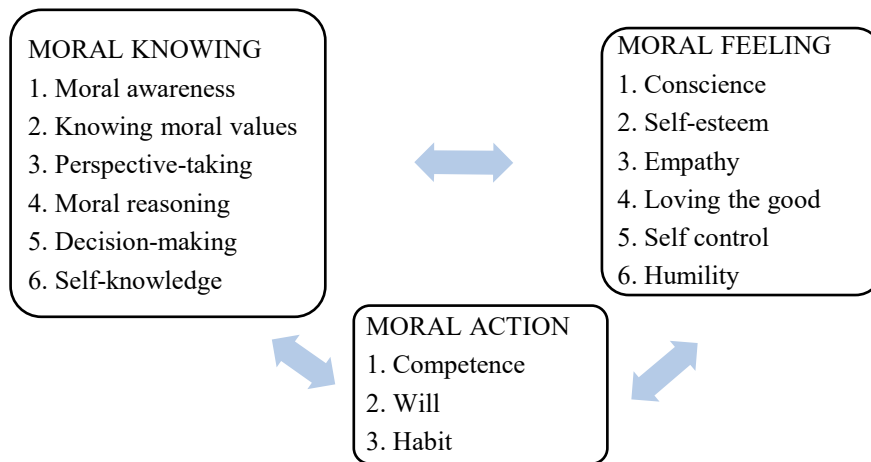 MORAL KNOWING
1. Moral awareness
2. Knowing moral values
3. Perspective-taking
4. Moral reasoning
5. Decision-making
6. Self-knowledge
MORAL FEELING
1. Conscience
2. Self-esteem
3. Empathy
4. Loving the good
5. Self control
6. Humility
MORAL ACTION
1. Competence
2. Will
3. Habit